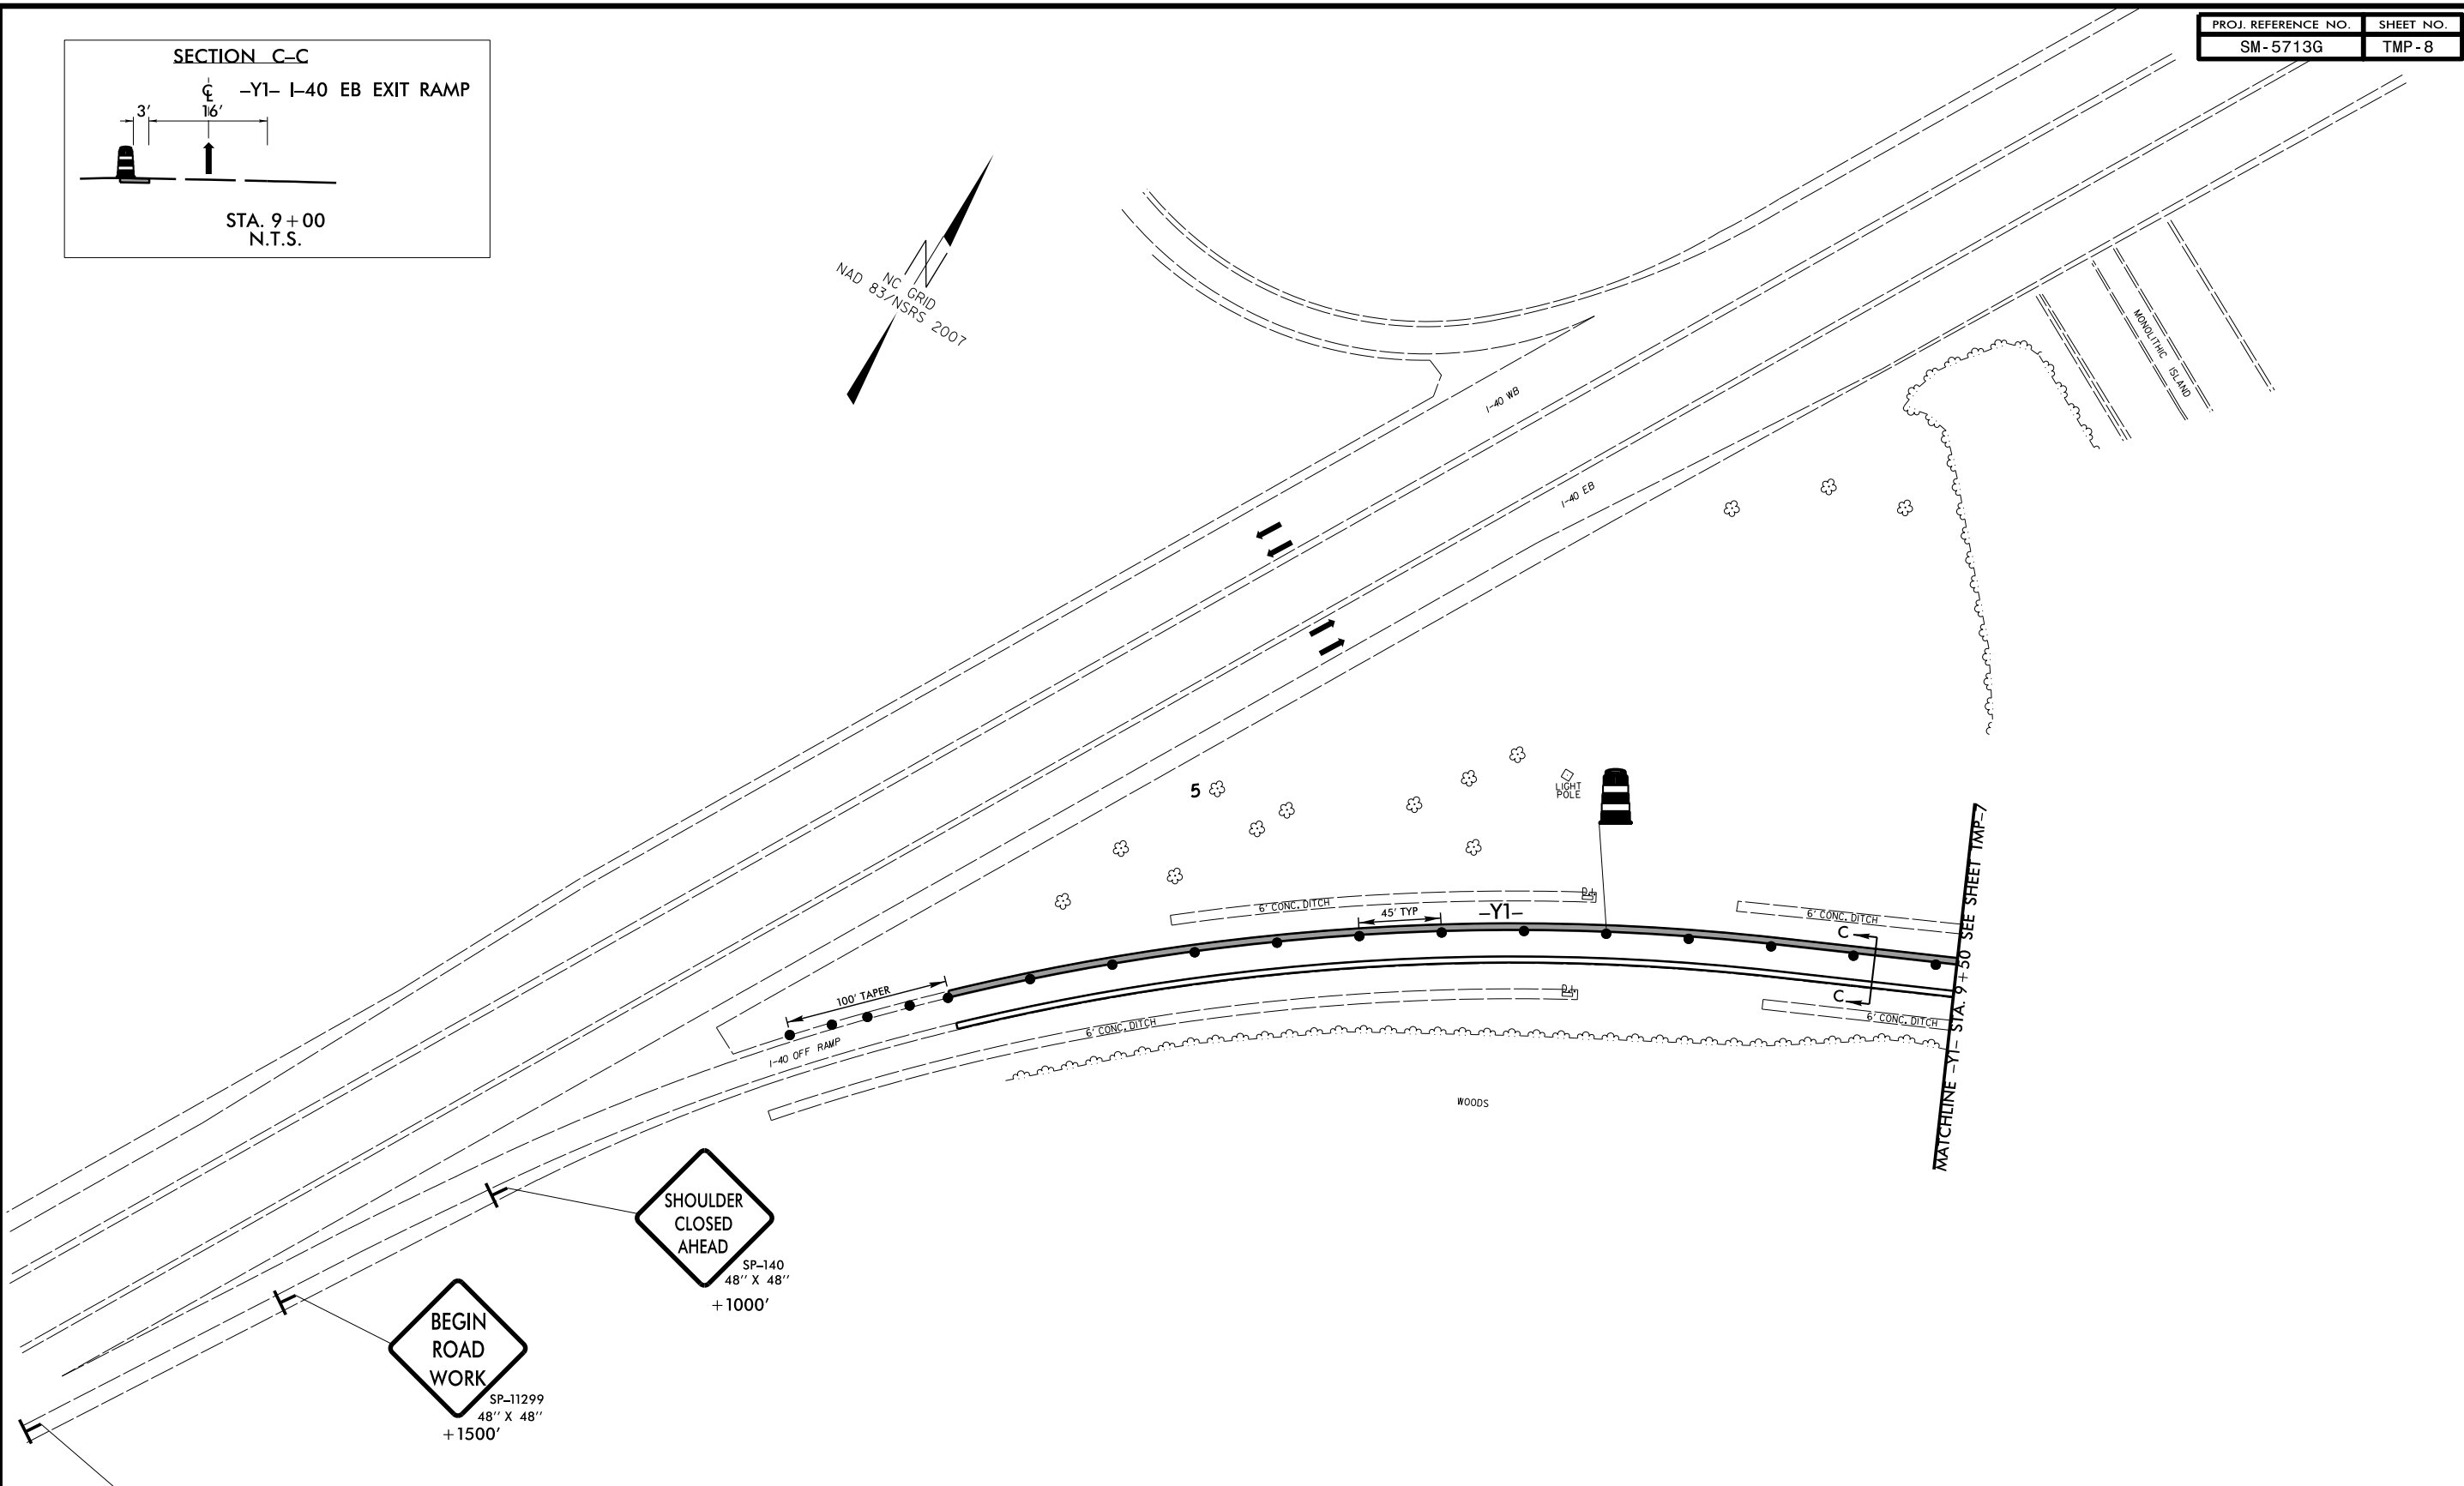 PROJ. REFERENCE NO.
SHEET NO.
SM-5713G
TMP-8
SECTION C-C
℄ -Y1- I-40 EB EXIT RAMP
3'
16'
STA. 9+00
N.T.S.
NC GRID
NAD 83/NSRS 2007
I-40 WB
I-40 EB
MONOLITHIC
ISLAND
5
LIGHT
POLE
D.I.
6' CONC. DITCH
45' TYP
-Y1-
6' CONC. DITCH
C
C
100' TAPER
I-40 OFF RAMP
D.I.
6' CONC. DITCH
6' CONC. DITCH
WOODS
MATCHLINE -Y1- STA. 9+50 SEE SHEET TMP-7
SHOULDER
CLOSED
AHEAD
SP-140
48'' X 48''
+1000'
BEGIN
ROAD
WORK
SP-11299
48'' X 48''
+1500'